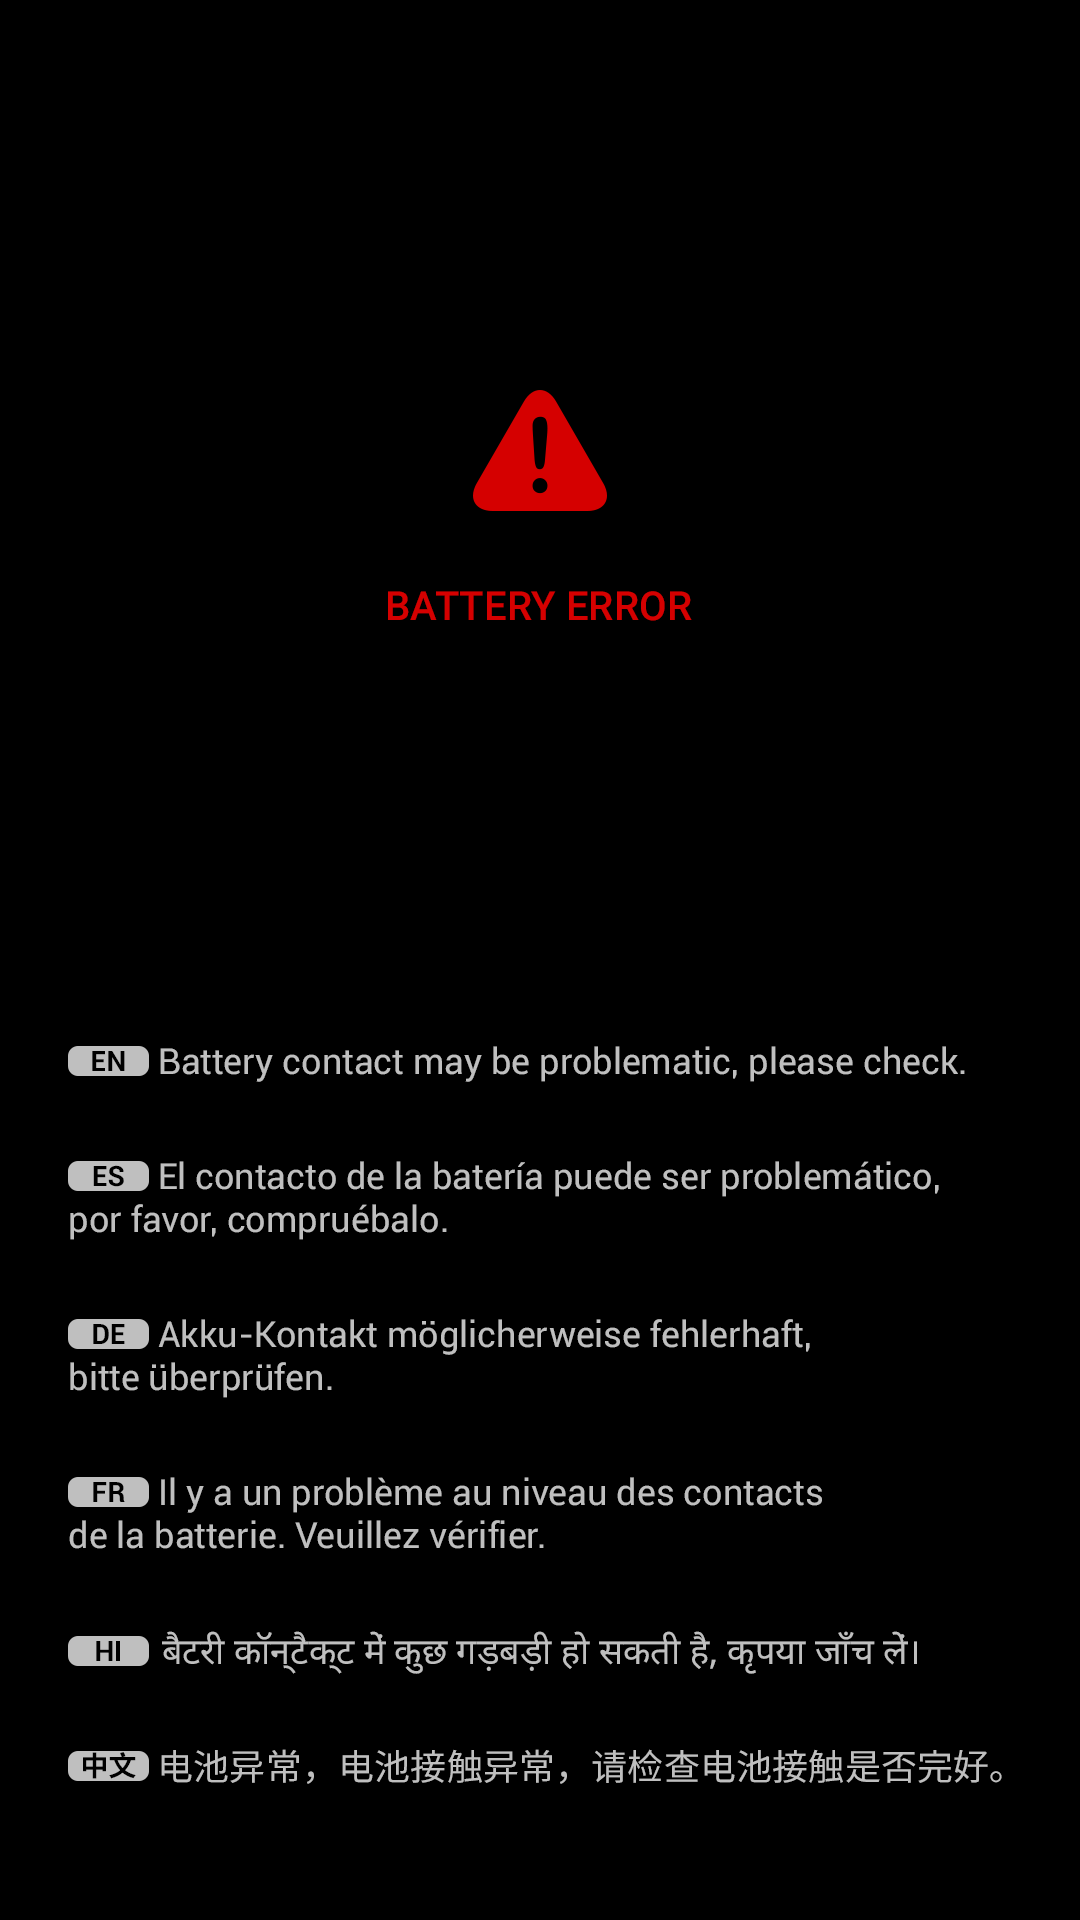 BATTERY ERROR
EN Battery contact may be problematic, please check.
ES El contacto de la batería puede ser problemático,
por favor, compruébalo.
DE Akku-Kontakt möglicherweise fehlerhaft,
bitte überprüfen.
FR Il y a un problème au niveau des contacts
de la batterie. Veuillez vérifier.
HI बैटरी कॉन्टैक्ट में कुछ गड़बड़ी हो सकती है, कृपया जाँच लें।
中文 电池异常，电池接触异常，请检查电池接触是否完好。